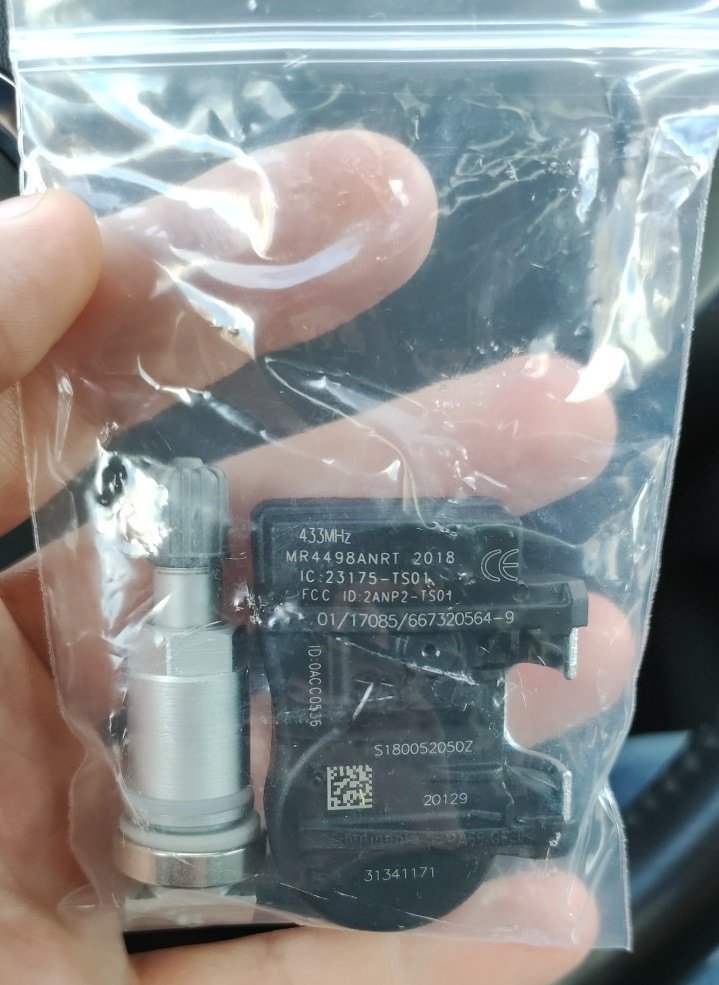 433MHz
MR4498ANRT 2018
CE
IC:23175-TS01
FCC ID:2ANP2-TS01
01/17085/667320564-9
ID:0ACC0536
S180052050Z
20129
31341171